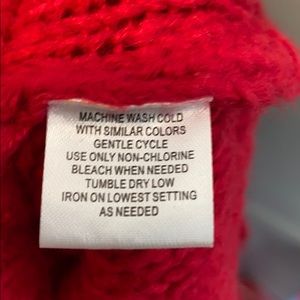 MACHINE WASH COLD
WITH SIMILAR COLORS
GENTLE CYCLE
USE ONLY NON-CHLORINE
BLEACH WHEN NEEDED
TUMBLE DRY LOW
IRON ON LOWEST SETTING
AS NEEDED